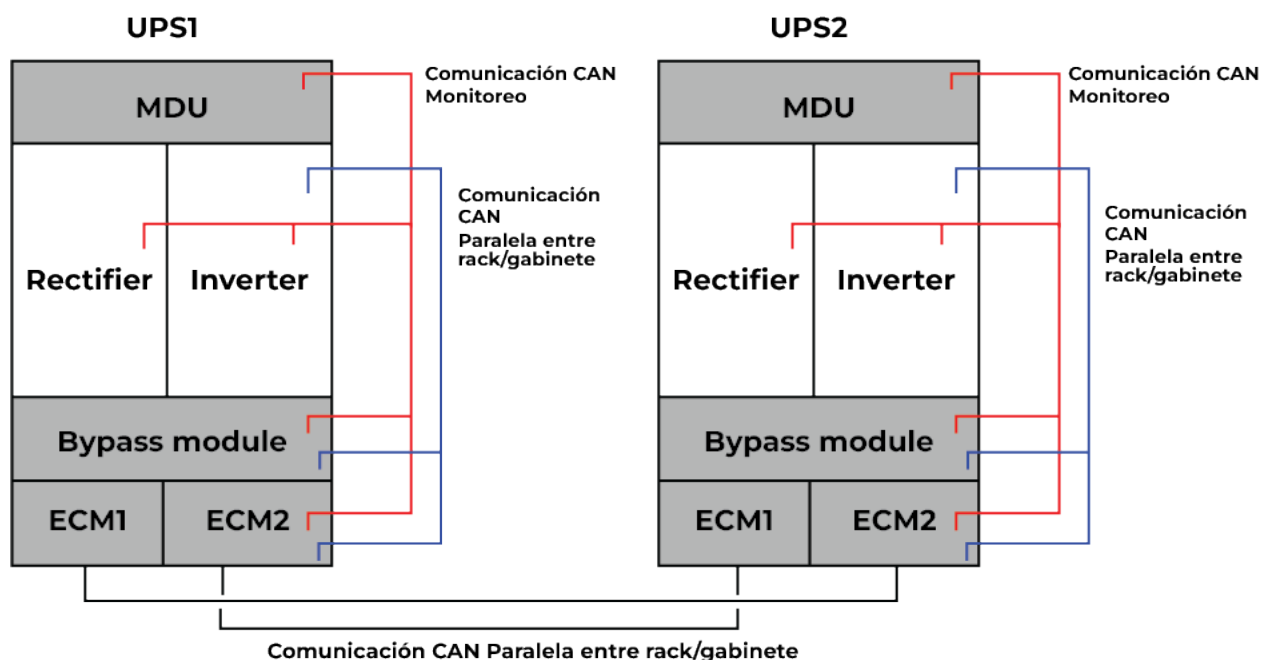 UPS1
MDU
Comunicación CAN
Monitoreo
Comunicación
CAN
Paralela entre
rack/gabinete
Rectifier
Inverter
Bypass module
ECM1
ECM2
UPS2
MDU
Comunicación CAN
Monitoreo
Comunicación
CAN
Paralela entre
rack/gabinete
Rectifier
Inverter
Bypass module
ECM1
ECM2
Comunicación CAN Paralela entre rack/gabinete